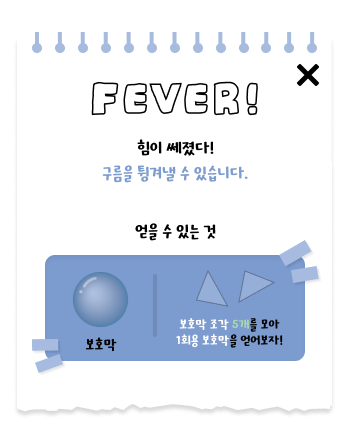 FEVER!
힘이 쎄졌다!
구름을 튕겨낼 수 있습니다.
얻을 수 있는 것
보호막
보호막 조각 5개를 모아
1회용 보호막을 얻어보자!